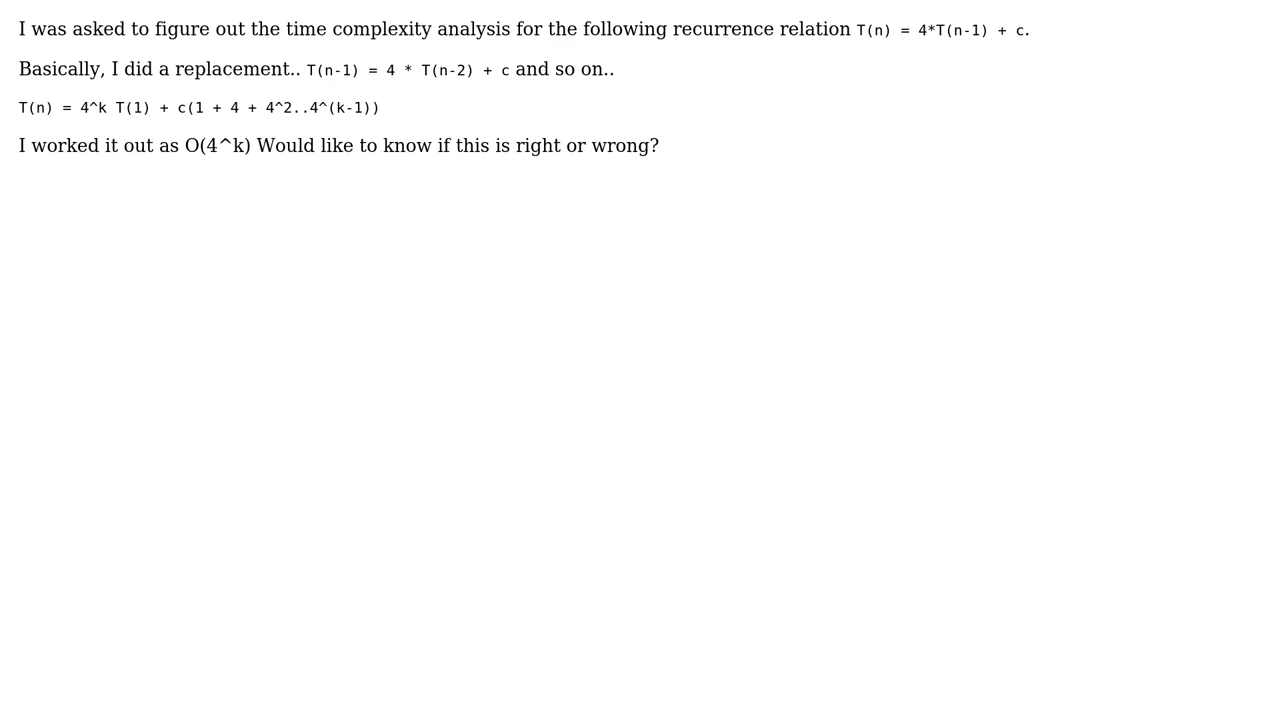 I was asked to figure out the time complexity analysis for the following recurrence relation T(n) = 4*T(n-1) + c.
Basically, I did a replacement.. T(n-1) = 4 * T(n-2) + c and so on..
T(n) = 4^k T(1) + c(1 + 4 + 4^2..4^(k-1))
I worked it out as O(4^k) Would like to know if this is right or wrong?